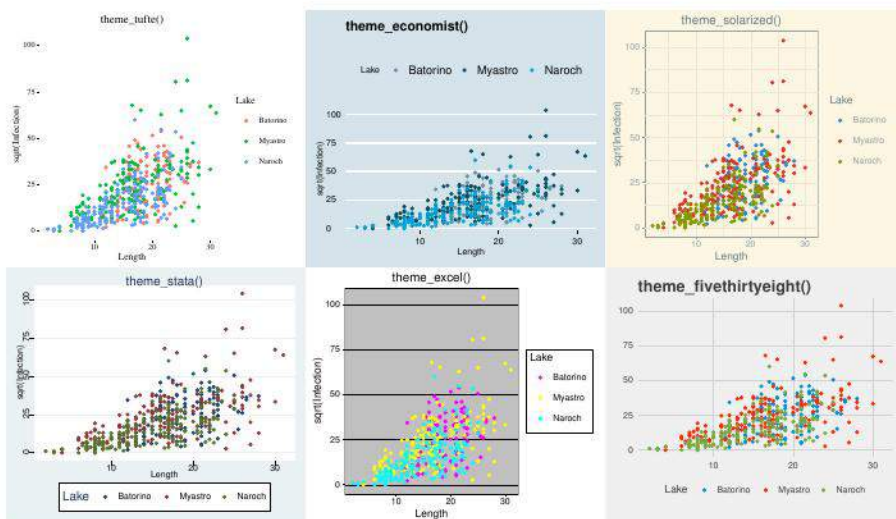 theme_tufte()
100
75
50
25
0
sqrt(Infection)
10 20 30
Length
Lake
Batorino
Myastro
Naroch
theme_economist()
Lake Batorino Myastro Naroch
100
75
50
25
0
sqrt(Infection)
10 20 30
Length
theme_solarized()
100
75
50
25
0
sqrt(Infection)
10 20 30
Length
Lake
Batorino
Myastro
Naroch
theme_stata()
100
75
50
25
0
sqrt(Infection)
10 20 30
Length
Lake Batorino Myastro Naroch
theme_excel()
100
75
50
25
0
sqrt(Infection)
10 20 30
Length
Lake
Batorino
Myastro
Naroch
theme_fivethirtyeight()
100
75
50
25
0
10 20 30
Lake Batorino Myastro Naroch